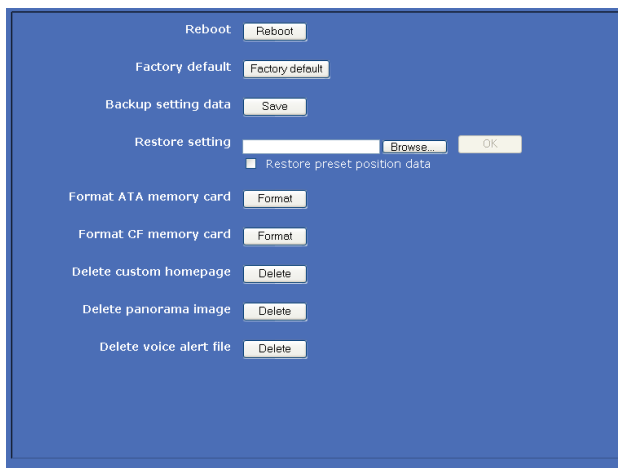 Reboot Reboot
Factory default Factory default
Backup setting data Save
Restore setting Browse... OK
Restore preset position data
Format ATA memory card Format
Format CF memory card Format
Delete custom homepage Delete
Delete panorama image Delete
Delete voice alert file Delete